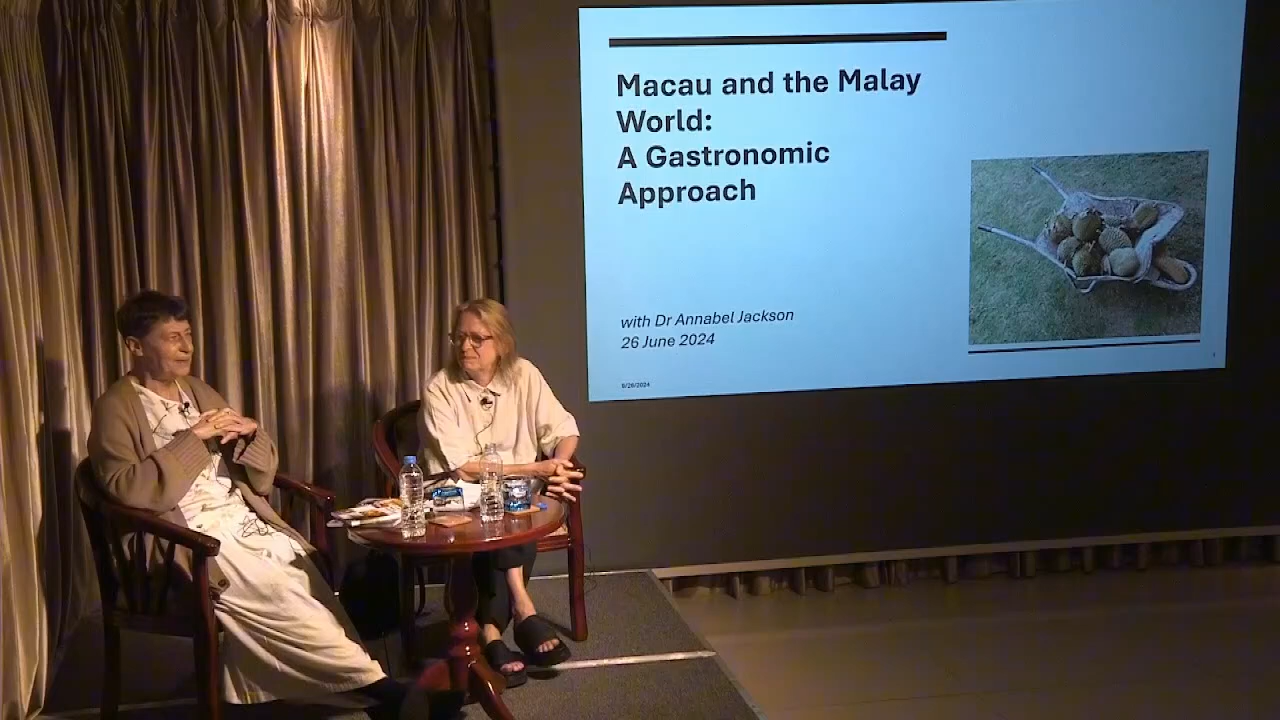 Macau and the Malay
World:
A Gastronomic
Approach
with Dr Annabel Jackson
26 June 2024